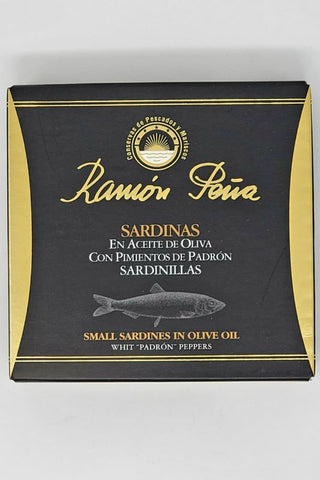 Conservas de Pescados y Mariscos
Ramón Peña
SARDINAS
EN ACEITE DE OLIVA
CON PIMIENTOS DE PADRÓN
SARDINILLAS
SMALL SARDINES IN OLIVE OIL
WHIT "PADRÓN" PEPPERS